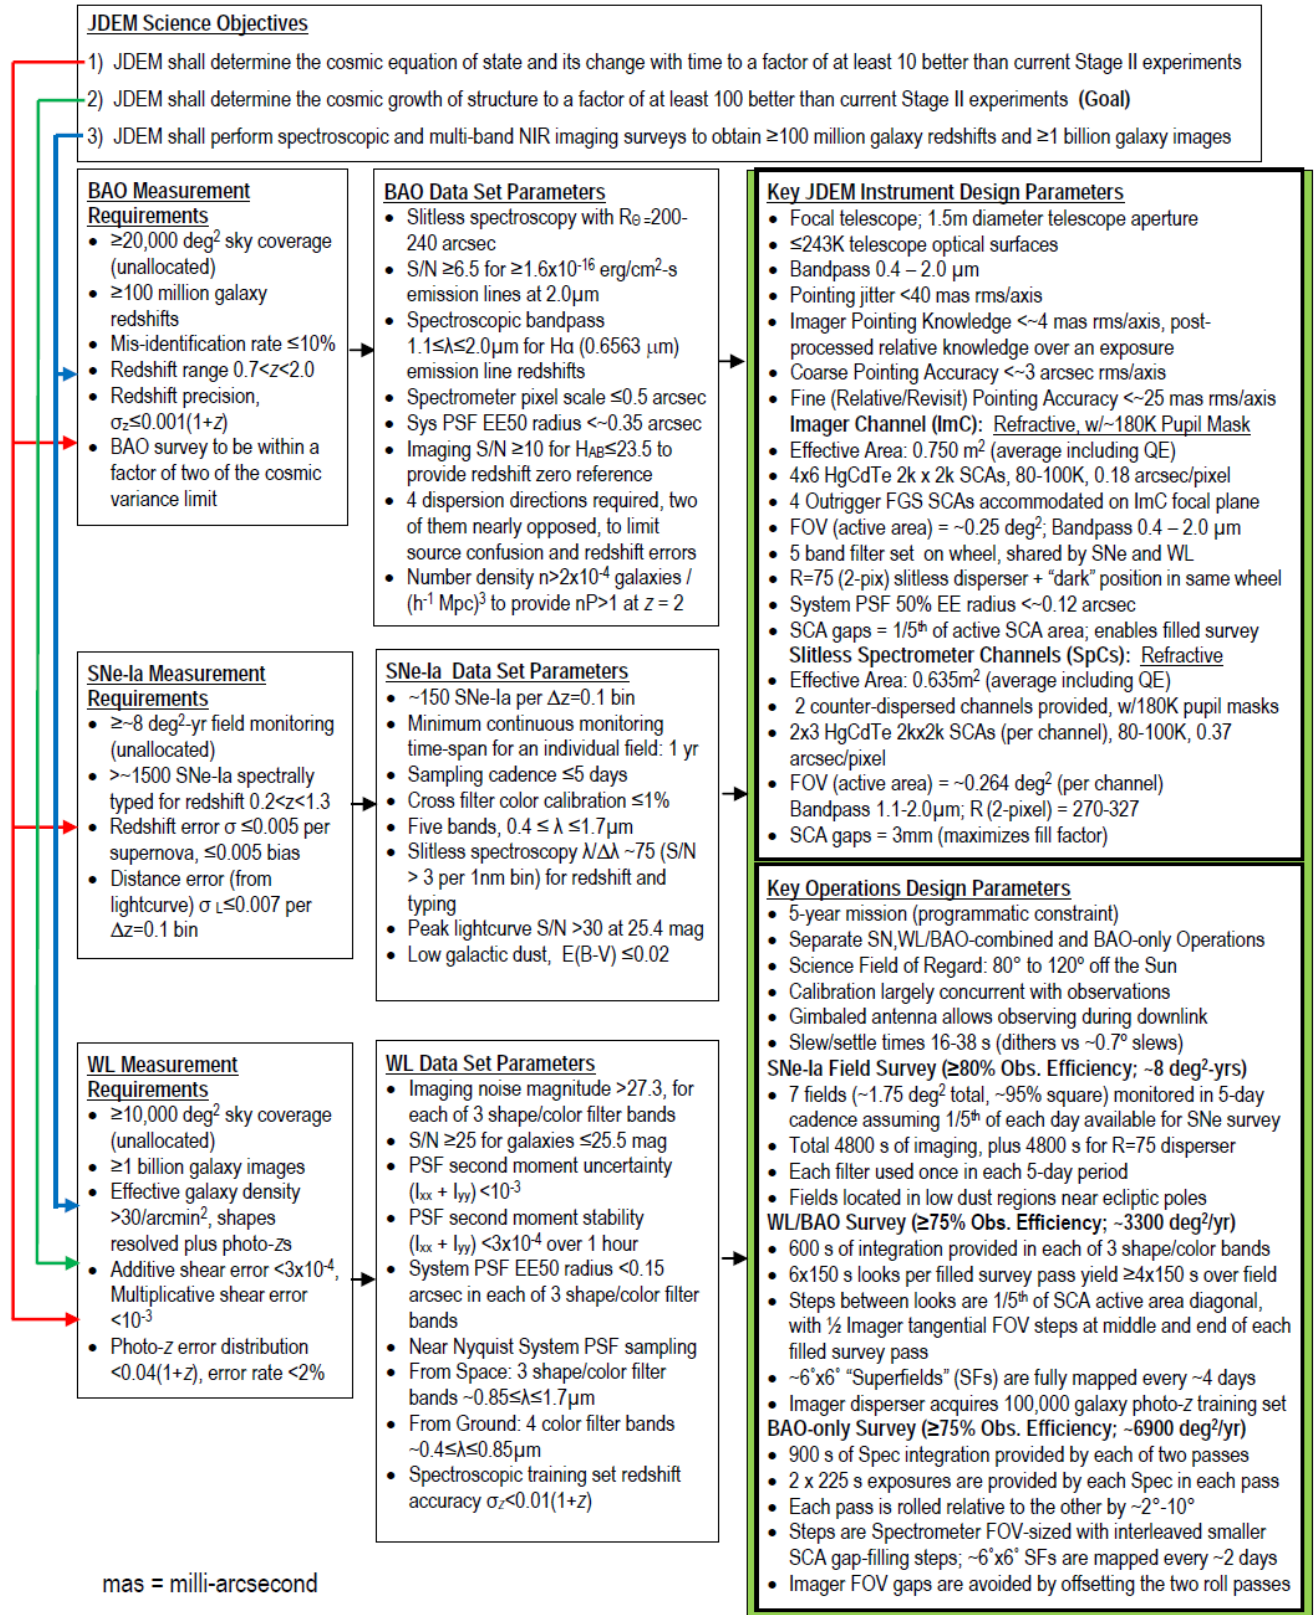 JDEM Science Objectives
1) JDEM shall determine the cosmic equation of state and its change with time to a factor of at least 10 better than current Stage II experiments
2) JDEM shall determine the cosmic growth of structure to a factor of at least 100 better than current Stage II experiments (Goal)
3) JDEM shall perform spectroscopic and multi-band NIR imaging surveys to obtain ≥100 million galaxy redshifts and ≥1 billion galaxy images
BAO Measurement
Requirements
• ≥20,000 deg² sky coverage
(unallocated)
• ≥100 million galaxy
redshifts
• Mis-identification rate ≤10%
• Redshift range 0.7<z<2.0
• Redshift precision,
σz≤0.001(1+z)
• BAO survey to be within a
factor of two of the cosmic
variance limit
BAO Data Set Parameters
• Slitless spectroscopy with RΘ =200-
240 arcsec
• S/N ≥6.5 for ≥1.6x10⁻¹⁶ erg/cm²-s
emission lines at 2.0µm
• Spectroscopic bandpass
1.1≤λ≤2.0µm for Hα (0.6563 µm)
emission line redshifts
• Spectrometer pixel scale ≤0.5 arcsec
• Sys PSF EE50 radius <~0.35 arcsec
• Imaging S/N ≥10 for HAB≤23.5 to
provide redshift zero reference
• 4 dispersion directions required, two
of them nearly opposed, to limit
source confusion and redshift errors
• Number density n>2x10⁻⁴ galaxies /
(h⁻¹ Mpc)³ to provide nP>1 at z = 2
Key JDEM Instrument Design Parameters
• Focal telescope; 1.5m diameter telescope aperture
• ≤243K telescope optical surfaces
• Bandpass 0.4 – 2.0 µm
• Pointing jitter <40 mas rms/axis
• Imager Pointing Knowledge <~4 mas rms/axis, post-
processed relative knowledge over an exposure
• Coarse Pointing Accuracy <~3 arcsec rms/axis
• Fine (Relative/Revisit) Pointing Accuracy <~25 mas rms/axis
Imager Channel (ImC): Refractive, w/~180K Pupil Mask
• Effective Area: 0.750 m² (average including QE)
• 4x6 HgCdTe 2k x 2k SCAs, 80-100K, 0.18 arcsec/pixel
• 4 Outrigger FGS SCAs accommodated on ImC focal plane
• FOV (active area) = ~0.25 deg²; Bandpass 0.4 – 2.0 µm
• 5 band filter set on wheel, shared by SNe and WL
• R=75 (2-pix) slitless disperser + “dark” position in same wheel
• System PSF 50% EE radius <~0.12 arcsec
• SCA gaps = 1/5ᵗʰ of active SCA area; enables filled survey
Slitless Spectrometer Channels (SpCs): Refractive
• Effective Area: 0.635m² (average including QE)
• 2 counter-dispersed channels provided, w/180K pupil masks
• 2x3 HgCdTe 2kx2k SCAs (per channel), 80-100K, 0.37
arcsec/pixel
• FOV (active area) = ~0.264 deg² (per channel)
Bandpass 1.1-2.0µm; R (2-pixel) = 270-327
• SCA gaps = 3mm (maximizes fill factor)
SNe-Ia Measurement
Requirements
• ≥~8 deg²-yr field monitoring
(unallocated)
• >~1500 SNe-Ia spectrally
typed for redshift 0.2<z<1.3
• Redshift error σ ≤0.005 per
supernova, ≤0.005 bias
• Distance error (from
lightcurve) σ L≤0.007 per
Δz=0.1 bin
SNe-Ia Data Set Parameters
• ~150 SNe-Ia per Δz=0.1 bin
• Minimum continuous monitoring
time-span for an individual field: 1 yr
• Sampling cadence ≤5 days
• Cross filter color calibration ≤1%
• Five bands, 0.4 ≤ λ ≤1.7µm
• Slitless spectroscopy λ/Δλ ~75 (S/N
> 3 per 1nm bin) for redshift and
typing
• Peak lightcurve S/N >30 at 25.4 mag
• Low galactic dust, E(B-V) ≤0.02
Key Operations Design Parameters
• 5-year mission (programmatic constraint)
• Separate SN,WL/BAO-combined and BAO-only Operations
• Science Field of Regard: 80° to 120° off the Sun
• Calibration largely concurrent with observations
• Gimbaled antenna allows observing during downlink
• Slew/settle times 16-38 s (dithers vs ~0.7º slews)
SNe-Ia Field Survey (≥80% Obs. Efficiency; ~8 deg²-yrs)
• 7 fields (~1.75 deg² total, ~95% square) monitored in 5-day
cadence assuming 1/5ᵗʰ of each day available for SNe survey
• Total 4800 s of imaging, plus 4800 s for R=75 disperser
• Each filter used once in each 5-day period
• Fields located in low dust regions near ecliptic poles
WL/BAO Survey (≥75% Obs. Efficiency; ~3300 deg²/yr)
• 600 s of integration provided in each of 3 shape/color bands
• 6x150 s looks per filled survey pass yield ≥4x150 s over field
• Steps between looks are 1/5ᵗʰ of SCA active area diagonal,
with ½ Imager tangential FOV steps at middle and end of each
filled survey pass
• ~6˚x6˚ “Superfields” (SFs) are fully mapped every ~4 days
• Imager disperser acquires 100,000 galaxy photo-z training set
BAO-only Survey (≥75% Obs. Efficiency; ~6900 deg²/yr)
• 900 s of Spec integration provided by each of two passes
• 2 x 225 s exposures are provided by each Spec in each pass
• Each pass is rolled relative to the other by ~2°-10°
• Steps are Spectrometer FOV-sized with interleaved smaller
SCA gap-filling steps; ~6˚x6˚ SFs are mapped every ~2 days
• Imager FOV gaps are avoided by offsetting the two roll passes
WL Measurement
Requirements
• ≥10,000 deg² sky coverage
(unallocated)
• ≥1 billion galaxy images
• Effective galaxy density
>30/arcmin², shapes
resolved plus photo-zs
• Additive shear error <3x10⁻⁴,
Multiplicative shear error
<10⁻³
• Photo-z error distribution
<0.04(1+z), error rate <2%
WL Data Set Parameters
• Imaging noise magnitude >27.3, for
each of 3 shape/color filter bands
• S/N ≥25 for galaxies ≤25.5 mag
• PSF second moment uncertainty
(Ixx + Iyy) <10⁻³
• PSF second moment stability
(Ixx + Iyy) <3x10⁻⁴ over 1 hour
• System PSF EE50 radius <0.15
arcsec in each of 3 shape/color filter
bands
• Near Nyquist System PSF sampling
• From Space: 3 shape/color filter
bands ~0.85≤λ≤1.7µm
• From Ground: 4 color filter bands
~0.4≤λ≤0.85µm
• Spectroscopic training set redshift
accuracy σz<0.01(1+z)
mas = milli-arcsecond